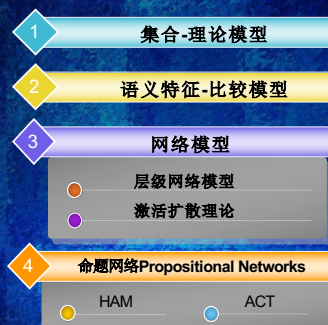 1 集合-理论模型
2 语义特征-比较模型
3 网络模型
层级网络模型
激活扩散理论
4 命题网络Propositional Networks
HAM ACT